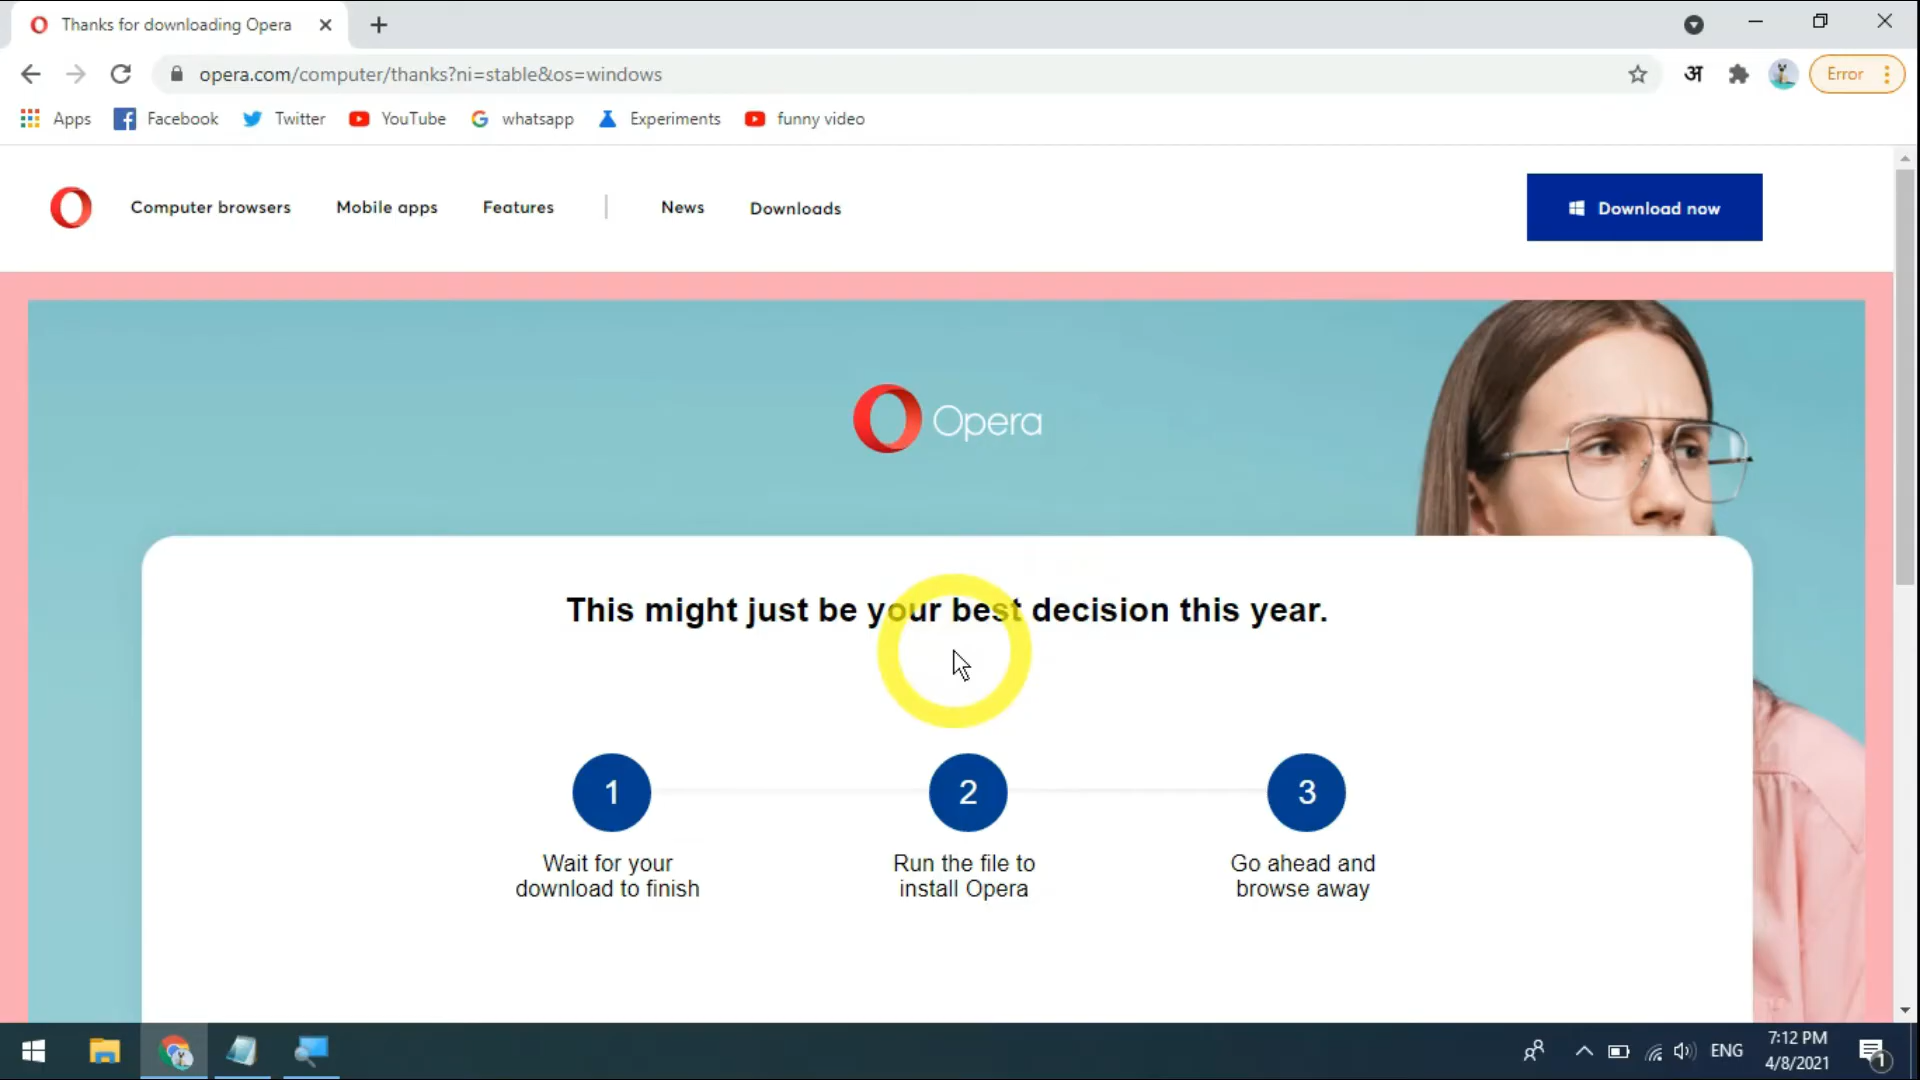 Thanks for downloading Opera
opera.com/computer/thanks?ni=stable&os=windows
अ
Error
Apps
Facebook
Twitter
YouTube
whatsapp
Experiments
funny video
Computer browsers
Mobile apps
Features
News
Downloads
Download now
Opera
This might just be your best decision this year.
1
2
3
Wait for your
download to finish
Run the file to
install Opera
Go ahead and
browse away
ENG
7:12 PM
4/8/2021
1